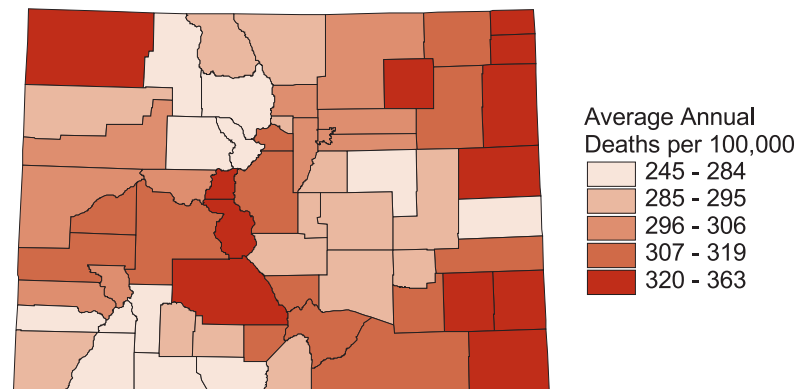 Average Annual
Deaths per 100,000
245 - 284
285 - 295
296 - 306
307 - 319
320 - 363